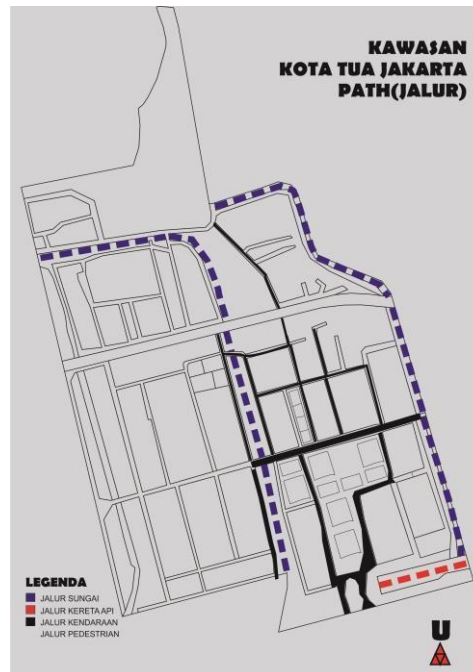 KAWASAN
KOTA TUA JAKARTA
PATH(JALUR)
LEGENDA
JALUR SUNGAI
JALUR KERETA API
JALUR KENDARAAN
JALUR PEDESTRIAN
U